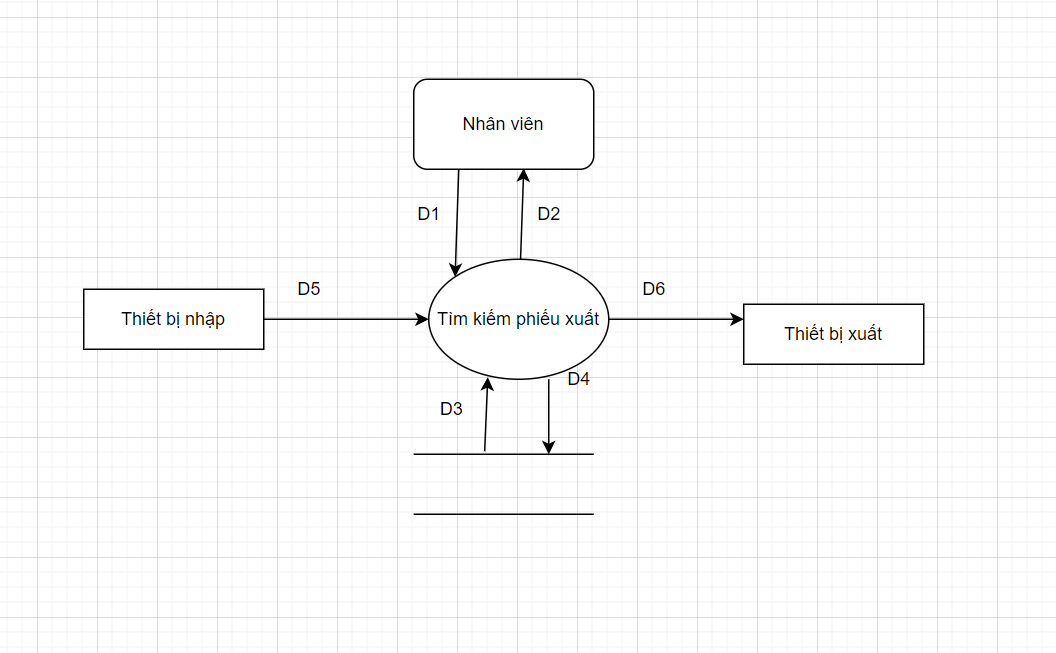 Nhân viên
D1
D2
D5
D6
Thiết bị nhập
Tìm kiếm phiếu xuất
Thiết bị xuất
D4
D3